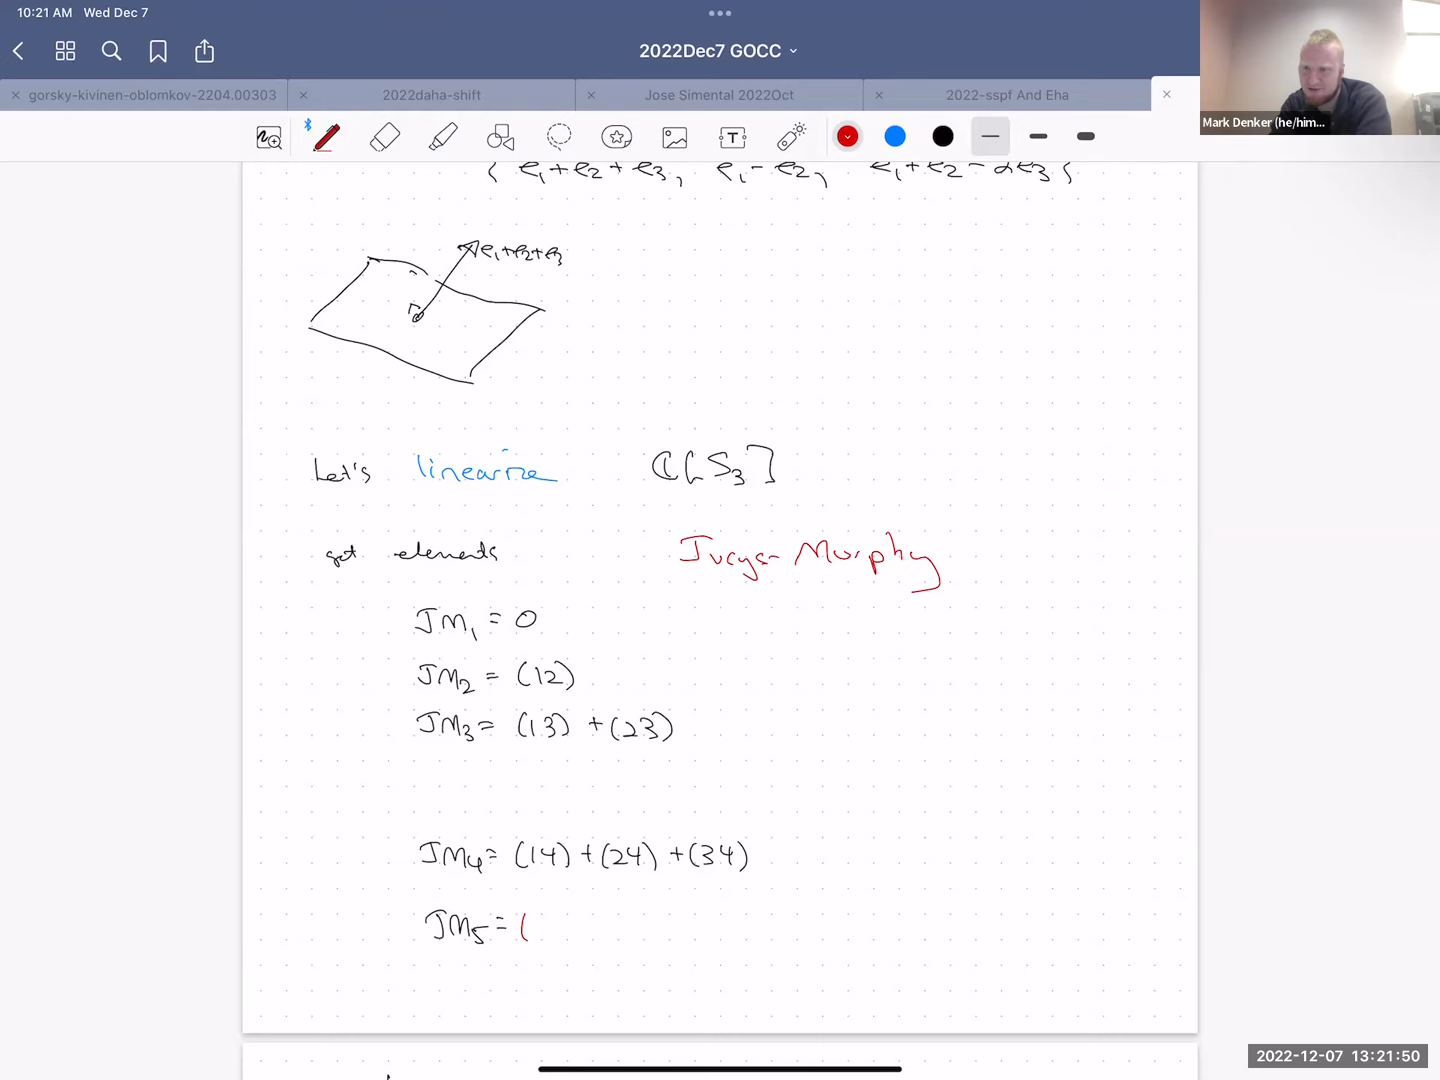 10:21 AM Wed Dec 7
2022Dec7 GOCC
gorsky-kivinen-oblomkov-2204.00303
2022daha-shift
Jose Simental 2022Oct
2022-sspf And Eha
Mark Denker (he/him...
{ e₁+e₂+e₃, e₁-e₂, e₁+e₂-2e₃ }
e₁+e₂+e₃
Let's linearize ℂ[S₃]
get elements Jucys-Murphy
JM₁ = 0
JM₂ = (12)
JM₃ = (13) + (23)
JM₄ = (14) + (24) + (34)
JM₅ = (
2022-12-07 13:21:50